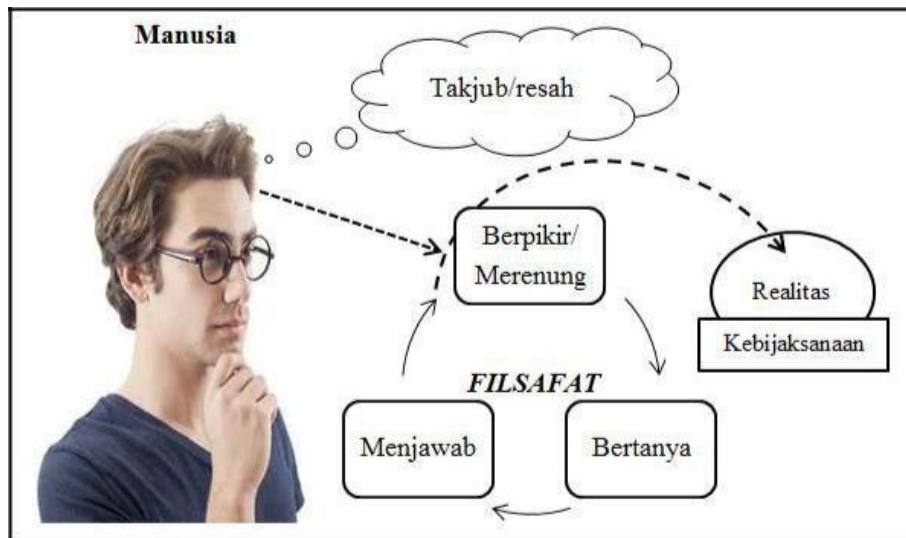 Manusia
Takjub/resah
Berpikir/
Merenung
Realitas
Kebijaksanaan
FILSAFAT
Menjawab
Bertanya